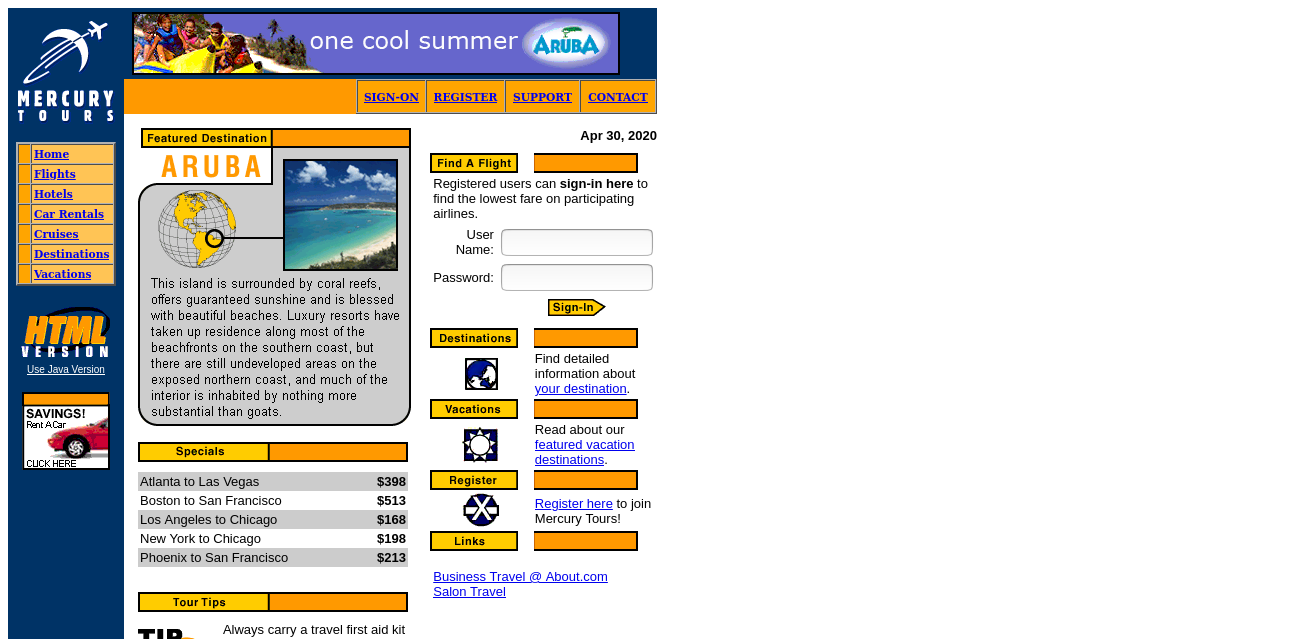 one cool summer
ARUBA
MERCURY
TOURS
SIGN-ON
REGISTER
SUPPORT
CONTACT
Home
Flights
Hotels
Car Rentals
Cruises
Destinations
Vacations
HTML
VERSION
Use Java Version
SAVINGS!
Rent A Car
CLICK HERE
Featured Destination
ARUBA
This island is surrounded by coral reefs,
offers guaranteed sunshine and is blessed
with beautiful beaches. Luxury resorts have
taken up residence along most of the
beachfronts on the southern coast, but
there are still undeveloped areas on the
exposed northern coast, and much of the
interior is inhabited by nothing more
substantial than goats.
Specials
Atlanta to Las Vegas $398
Boston to San Francisco $513
Los Angeles to Chicago $168
New York to Chicago $198
Phoenix to San Francisco $213
Tour Tips
TIP
Always carry a travel first aid kit
Apr 30, 2020
Find A Flight
Registered users can sign-in here to
find the lowest fare on participating
airlines.
User
Name:
Password:
Sign-In
Destinations
Find detailed
information about
your destination.
Vacations
Read about our
featured vacation
destinations.
Register
Register here to join
Mercury Tours!
Links
Business Travel @ About.com
Salon Travel